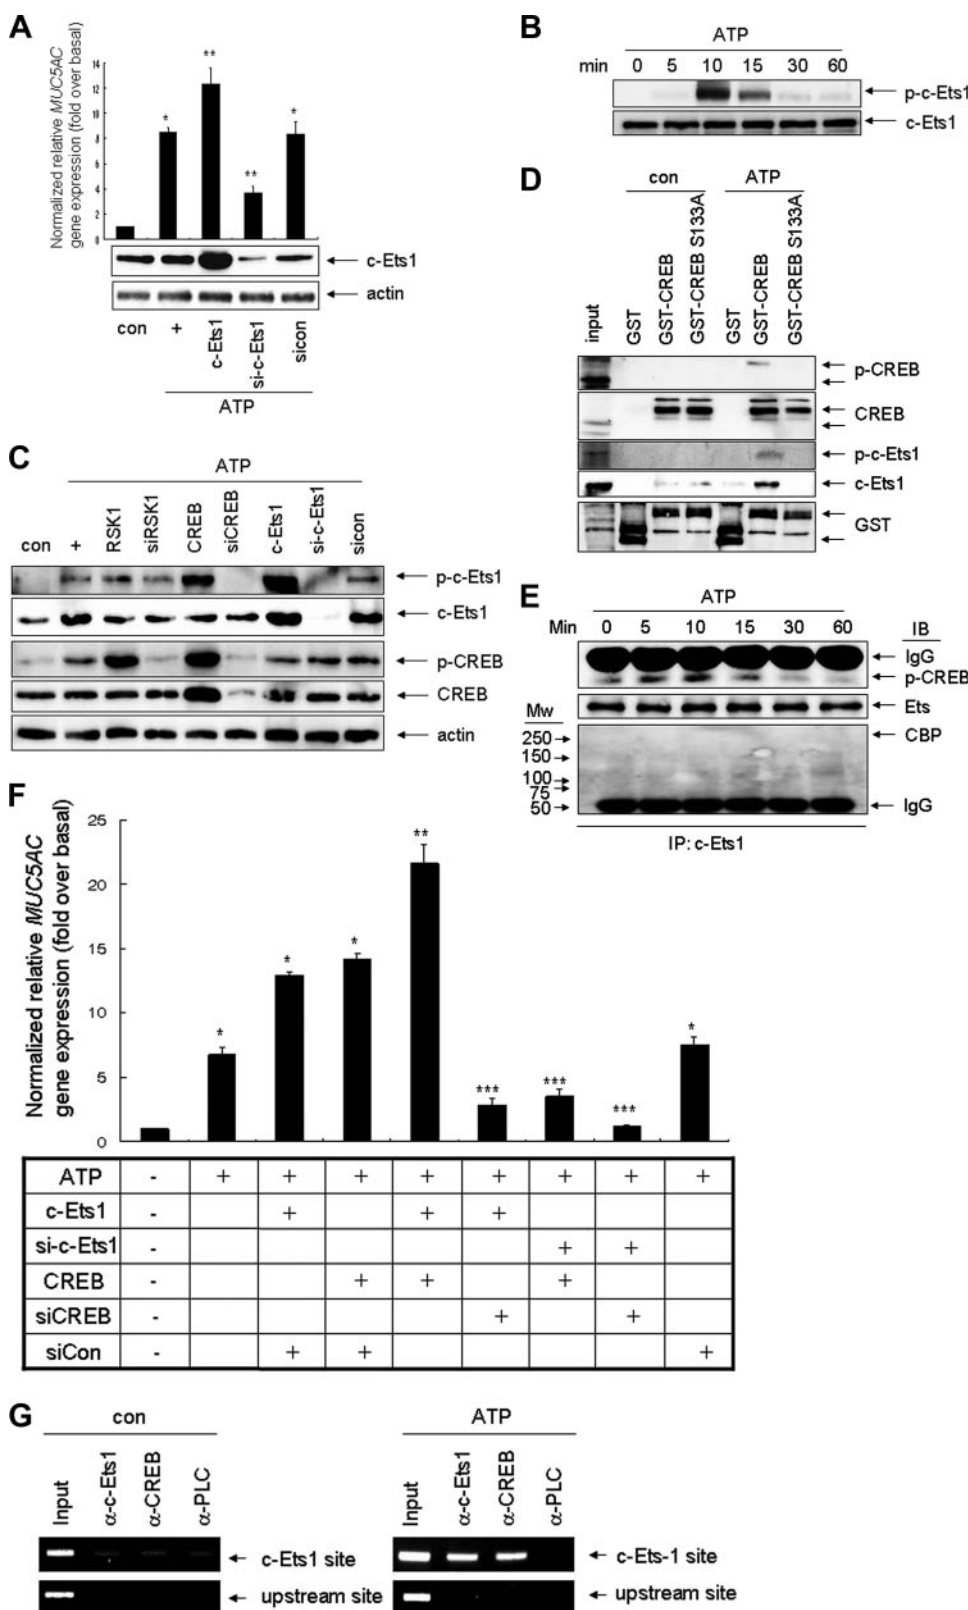 A
Normalized relative MUC5AC
gene expression (fold over basal)
14
12
10
8
6
4
2
0
*
**
**
*
c-Ets1
actin
con
+
c-Ets1
si-c-Ets1
sicon
ATP
B
ATP
min 0 5 10 15 30 60
p-c-Ets1
c-Ets1
C
ATP
con + RSK1 siRSK1 CREB siCREB c-Ets1 si-c-Ets1 sicon
p-c-Ets1
c-Ets1
p-CREB
CREB
actin
D
con ATP
input GST GST-CREB GST-CREB S133A GST GST-CREB GST-CREB S133A
p-CREB
CREB
p-c-Ets1
c-Ets1
GST
E
ATP
Min 0 5 10 15 30 60 IB
IgG
p-CREB
Ets
Mw
250
150
100
75
50
CBP
IgG
IP: c-Ets1
F
Normalized relative MUC5AC
gene expression (fold over basal)
25
20
15
10
5
0
*
*
*
**
***
***
***
*
ATP - + + + + + + + +
c-Ets1 - + + +
si-c-Ets1 - + +
CREB - + + +
siCREB - + +
siCon - + + +
G
con
Input α-c-Ets1 α-CREB α-PLC
c-Ets1 site
upstream site
ATP
Input α-c-Ets1 α-CREB α-PLC
c-Ets-1 site
upstream site